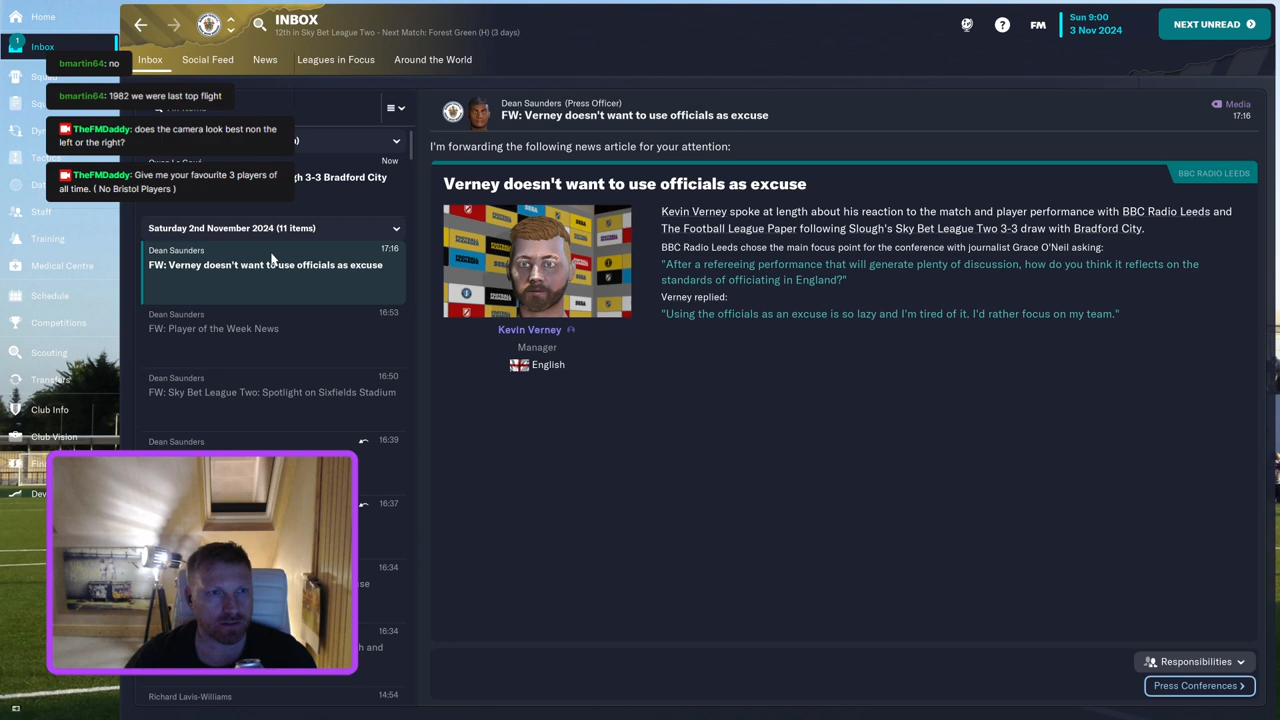 Home
1
Inbox
Squad
Sq
Dyn
Tactics
Dat
Staff
Training
Medical Centre
Schedule
Competitions
Scouting
Transfers
Club Info
Club Vision
Fin
Dev
INBOX
12th in Sky Bet League Two - Next Match: Forest Green (H) (3 days)
FM
Sun 9:00
3 Nov 2024
NEXT UNREAD
Inbox
Social Feed
News
Leagues in Focus
Around the World
bmartin64: no
bmartin64: 1982 we were last top flight
TheFMDaddy: does the camera look best non the
left or the right?
TheFMDaddy: Give me your favourite 3 players of
all time. ( No Bristol Players )
Now
gh 3-3 Bradford City
Saturday 2nd November 2024 (11 items)
Dean Saunders
17:16
FW: Verney doesn't want to use officials as excuse
Dean Saunders
16:53
FW: Player of the Week News
Dean Saunders
16:50
FW: Sky Bet League Two: Spotlight on Sixfields Stadium
Dean Saunders
16:39
16:37
16:34
se
16:34
h and
Richard Lavis-Williams
14:54
Dean Saunders (Press Officer)
FW: Verney doesn't want to use officials as excuse
Media
17:16
I'm forwarding the following news article for your attention:
BBC RADIO LEEDS
Verney doesn't want to use officials as excuse
Kevin Verney spoke at length about his reaction to the match and player performance with BBC Radio Leeds and
The Football League Paper following Slough's Sky Bet League Two 3-3 draw with Bradford City.
BBC Radio Leeds chose the main focus point for the conference with journalist Grace O'Neil asking:
"After a refereeing performance that will generate plenty of discussion, how do you think it reflects on the
standards of officiating in England?"
Verney replied:
"Using the officials as an excuse is so lazy and I'm tired of it. I'd rather focus on my team."
Kevin Verney
Manager
English
Responsibilities
Press Conferences